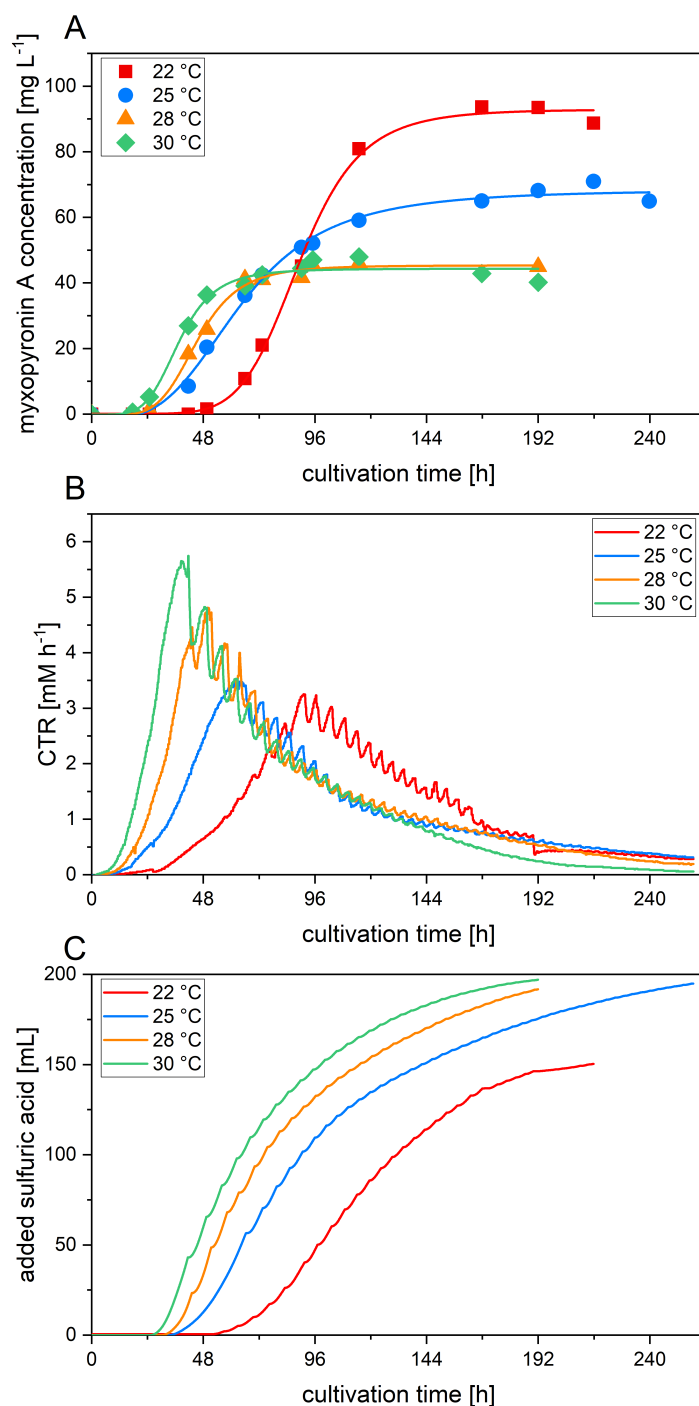 A
myxopyronin A concentration [mg L⁻¹]
100
80
60
40
20
0
22 °C
25 °C
28 °C
30 °C
0 48 96 144 192 240
cultivation time [h]
B
CTR [mM h⁻¹]
6
5
4
3
2
1
0
22 °C
25 °C
28 °C
30 °C
0 48 96 144 192 240
cultivation time [h]
C
added sulfuric acid [mL]
200
150
100
50
0
22 °C
25 °C
28 °C
30 °C
0 48 96 144 192 240
cultivation time [h]